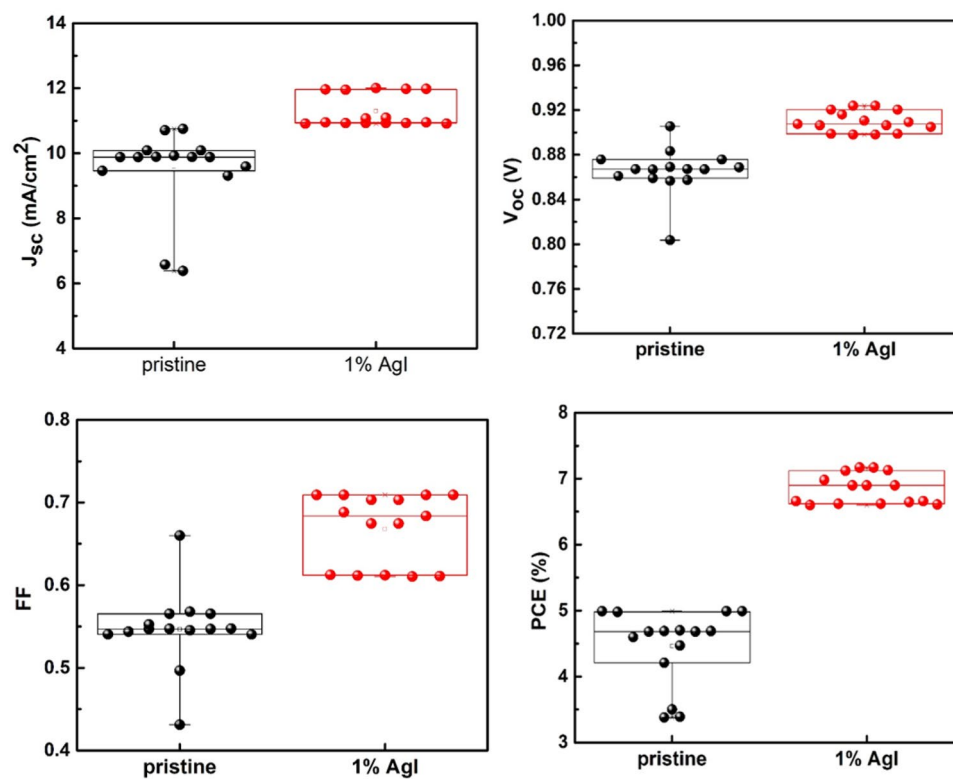 J_SC (mA/cm²)
14
12
10
8
6
4
pristine
1% AgI
V_OC (V)
1.00
0.96
0.92
0.88
0.84
0.80
0.76
0.72
pristine
1% AgI
FF
0.8
0.7
0.6
0.5
0.4
pristine
1% AgI
PCE (%)
8
7
6
5
4
3
pristine
1% AgI